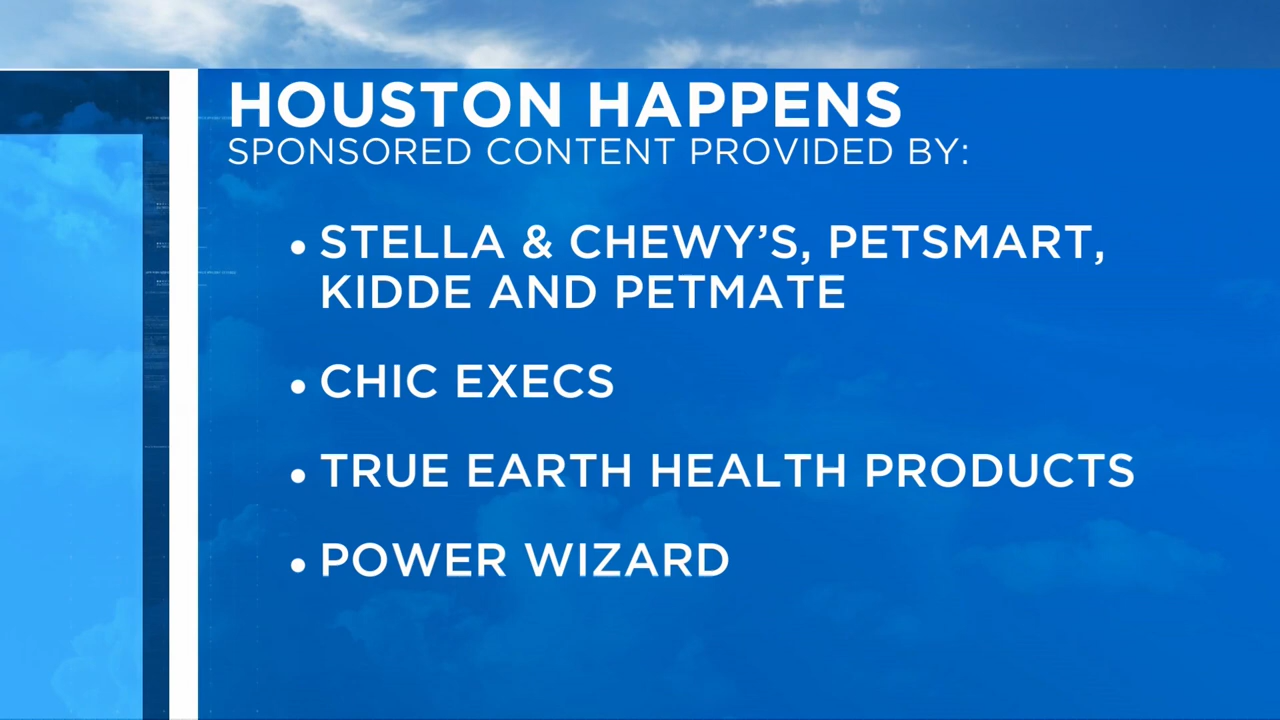 HOUSTON HAPPENS
SPONSORED CONTENT PROVIDED BY:
• STELLA & CHEWY’S, PETSMART,
KIDDE AND PETMATE
• CHIC EXECS
• TRUE EARTH HEALTH PRODUCTS
• POWER WIZARD